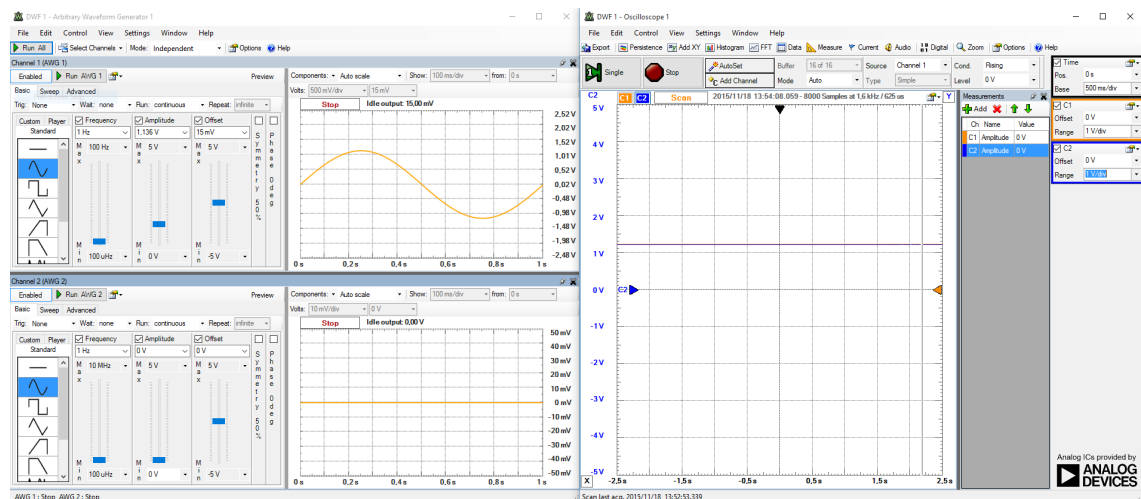 DWF 1 - Arbitrary Waveform Generator 1
File Edit Control View Settings Window Help
Run All Select Channels Mode: Independent Options Help
Channel 1 (AWG 1)
Enabled Run AWG 1 Preview
Basic Sweep Advanced
Trig: None Wait: none Run: continuous Repeat: infinite
Custom Player
Standard
Frequency Amplitude Offset
1 Hz 1,136 V 15 mV
Max 100 Hz Max 5 V Max 5 V
Min 100 uHz Min 0 V Min -5 V
Symmetry 50 %
Phase 0 deg
Components: Auto scale Show: 100 ms/div from: 0 s
Volts: 500 mV/div 15 mV
Stop Idle output: 15,00 mV
2,52 V
2,02 V
1,52 V
1,01 V
0,52 V
0,02 V
-0,48 V
-0,98 V
-1,48 V
-1,98 V
-2,48 V
0 s 0,2 s 0,4 s 0,6 s 0,8 s 1 s
Channel 2 (AWG 2)
Enabled Run AWG 2 Preview
Basic Sweep Advanced
Trig: None Wait: none Run: continuous Repeat: infinite
Custom Player
Standard
Frequency Amplitude Offset
1 Hz 0 V 0 V
Max 10 MHz Max 5 V Max 5 V
Min 100 uHz Min 0 V Min -5 V
Symmetry 50 %
Phase 0 deg
Components: Auto scale Show: 100 ms/div from: 0 s
Volts: 10 mV/div 0 V
Stop Idle output: 0,00 V
50 mV
40 mV
30 mV
20 mV
10 mV
0 mV
-10 mV
-20 mV
-30 mV
-40 mV
-50 mV
0 s 0,2 s 0,4 s 0,6 s 0,8 s 1 s
AWG 1 : Stop AWG 2 : Stop
DWF 1 - Oscilloscope 1
File Edit Control View Settings Window Help
Export Persistence Add XY Histogram FFT Data Measure Current Audio Digital Zoom Options Help
Single Stop AutoSet Buffer 16 of 16 Source Channel 1 Cond. Rising
Add Channel Mode Auto Type Simple Level 0 V
C2 C1 C2 Scan 2015/11/18 13:54:08.059 - 8000 Samples at 1,6 kHz / 625 us Y
5 V
4 V
3 V
2 V
1 V
0 V C2
-1 V
-2 V
-3 V
-4 V
-5 V
X -2,5 s -1,5 s -0,5 s 0,5 s 1,5 s 2,5 s
Scan last acq. 2015/11/18 13:52:53.339
Measurements
Add
Ch Name Value
C1 Amplitude 0 V
C2 Amplitude 0 V
Time
Pos. 0 s
Base 500 ms/div
C1
Offset 0 V
Range 1 V/div
C2
Offset 0 V
Range 1 V/div
Analog ICs provided by
ANALOG
DEVICES